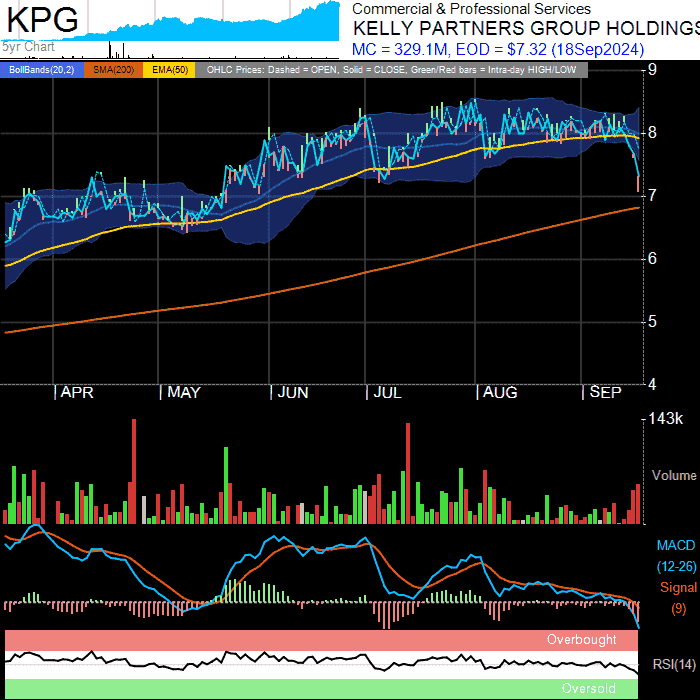 KPG
5yr Chart
Commercial & Professional Services
KELLY PARTNERS GROUP HOLDINGS
MC = 329.1M, EOD = $7.32 (18Sep2024)
BollBands(20,2) SMA(200) EMA(50) OHLC Prices: Dashed = OPEN, Solid = CLOSE, Green/Red bars = Intra-day HIGH/LOW
9
8
7
6
5
4
APR MAY JUN JUL AUG SEP
143k
Volume
MACD
(12-26)
Signal
(9)
Overbought
RSI(14)
Oversold